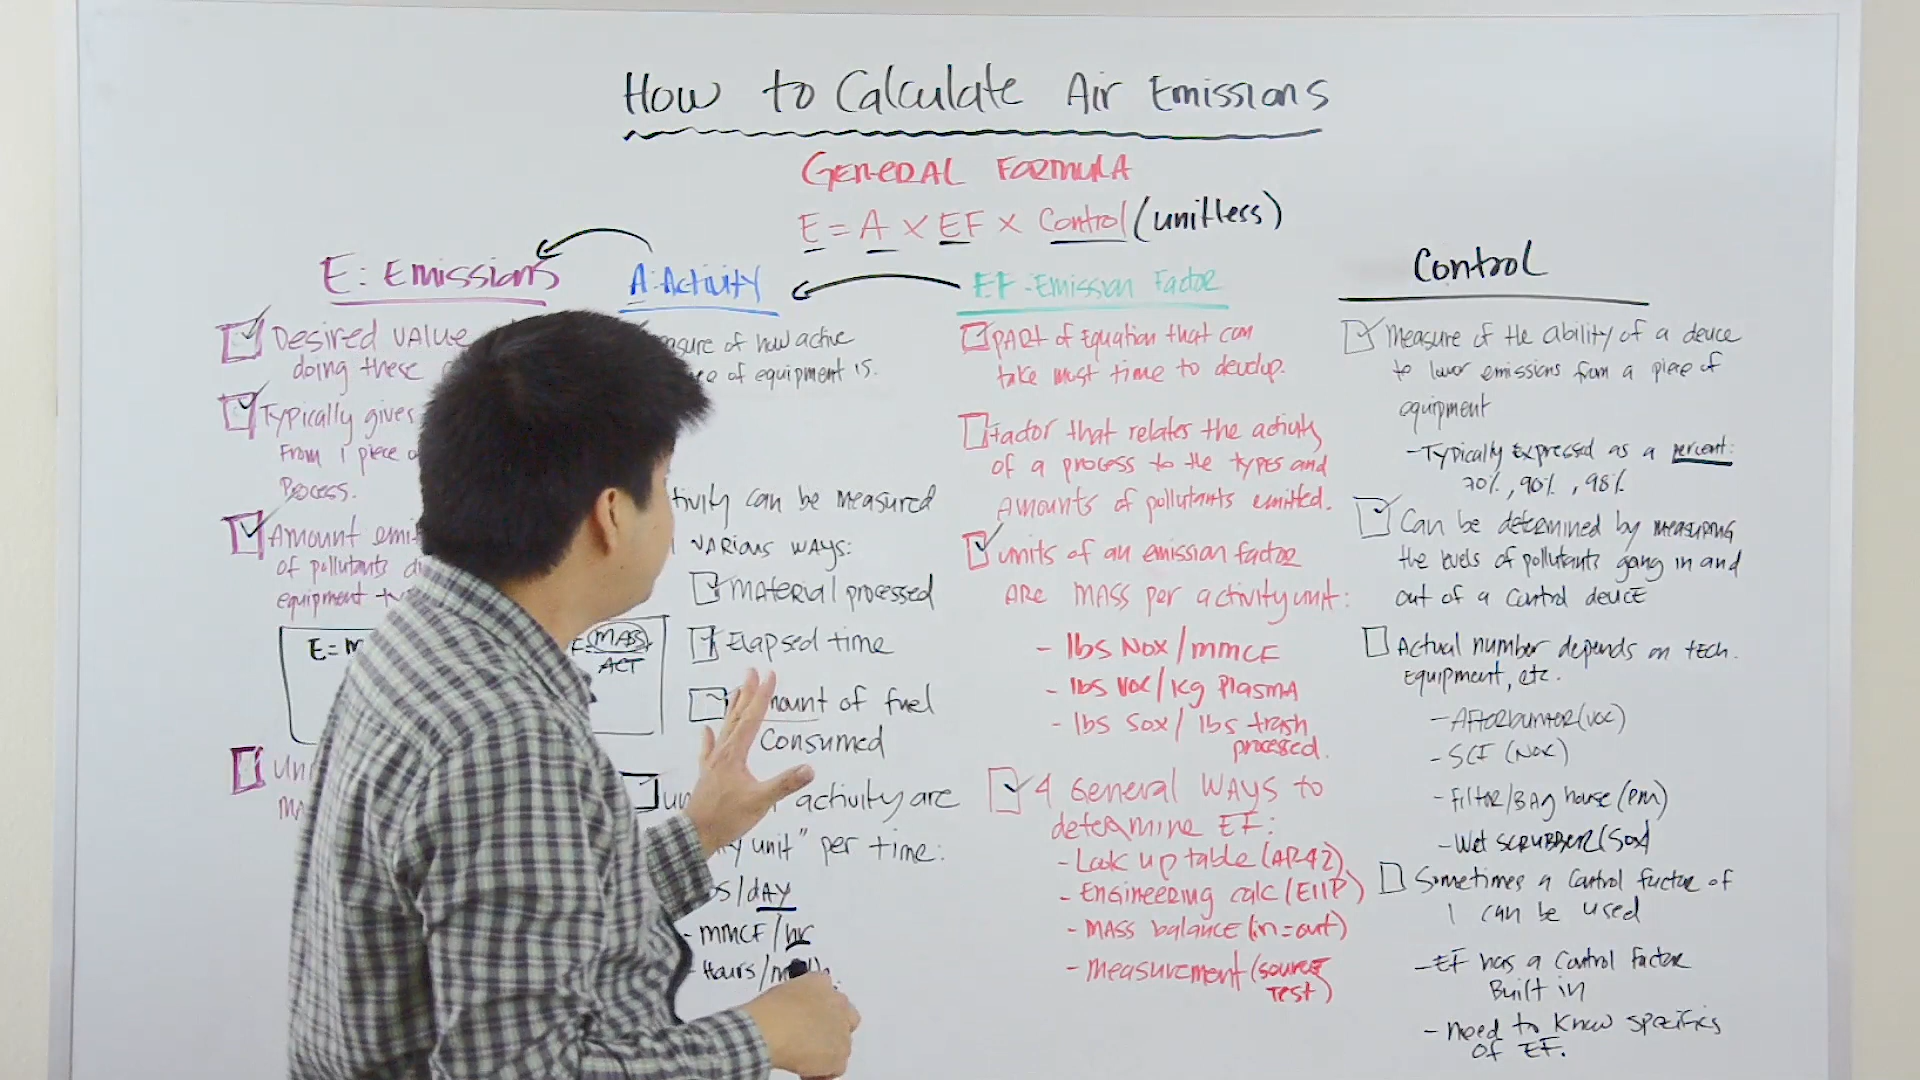 How to Calculate Air Emissions
GENERAL FORMULA
E = A × EF × Control (unitless)
E: Emissions
Desired value
doing these
Typically gives
From 1 piece
Process.
Amount
of pollutants
equipment
E=
MASS
ACT
A: Activity
of how active
of equipment is.
can be measured
various ways:
Material processed
Elapsed time
of fuel
Consumed
activity are
unit" per time:
/day
- MMCF/hr
- Hours/
EF: Emission Factor
PART of Equation that can
take most time to develop.
Factor that relates the activity
of a process to the types and
amounts of pollutants emitted.
units of an emission factor
are mass per activity unit:
- lbs NOx/mmcf
- lbs VOC/kg Plasma
- lbs SOx/lbs trash
processed.
4 General Ways to
determine EF:
- Look up table (AP42)
- Engineering calc (EIIP)
- Mass balance (in=out)
- Measurement (source
Test)
Control
Measure of the ability of a device
to lower emissions from a piece of
equipment
- Typically expressed as a percent:
70%, 90%, 98%
Can be determined by measuring
the levels of pollutants going in and
out of a control device
Actual number depends on tech.
Equipment, etc.
- Afterburner (VOC)
- (NOx)
- Filter/Bag house (PM)
- Wet Scrubber (SOx)
Sometimes a Control factor of
1 can be used
- EF has a Control factor
Built in
- need to know specifics
of EF.